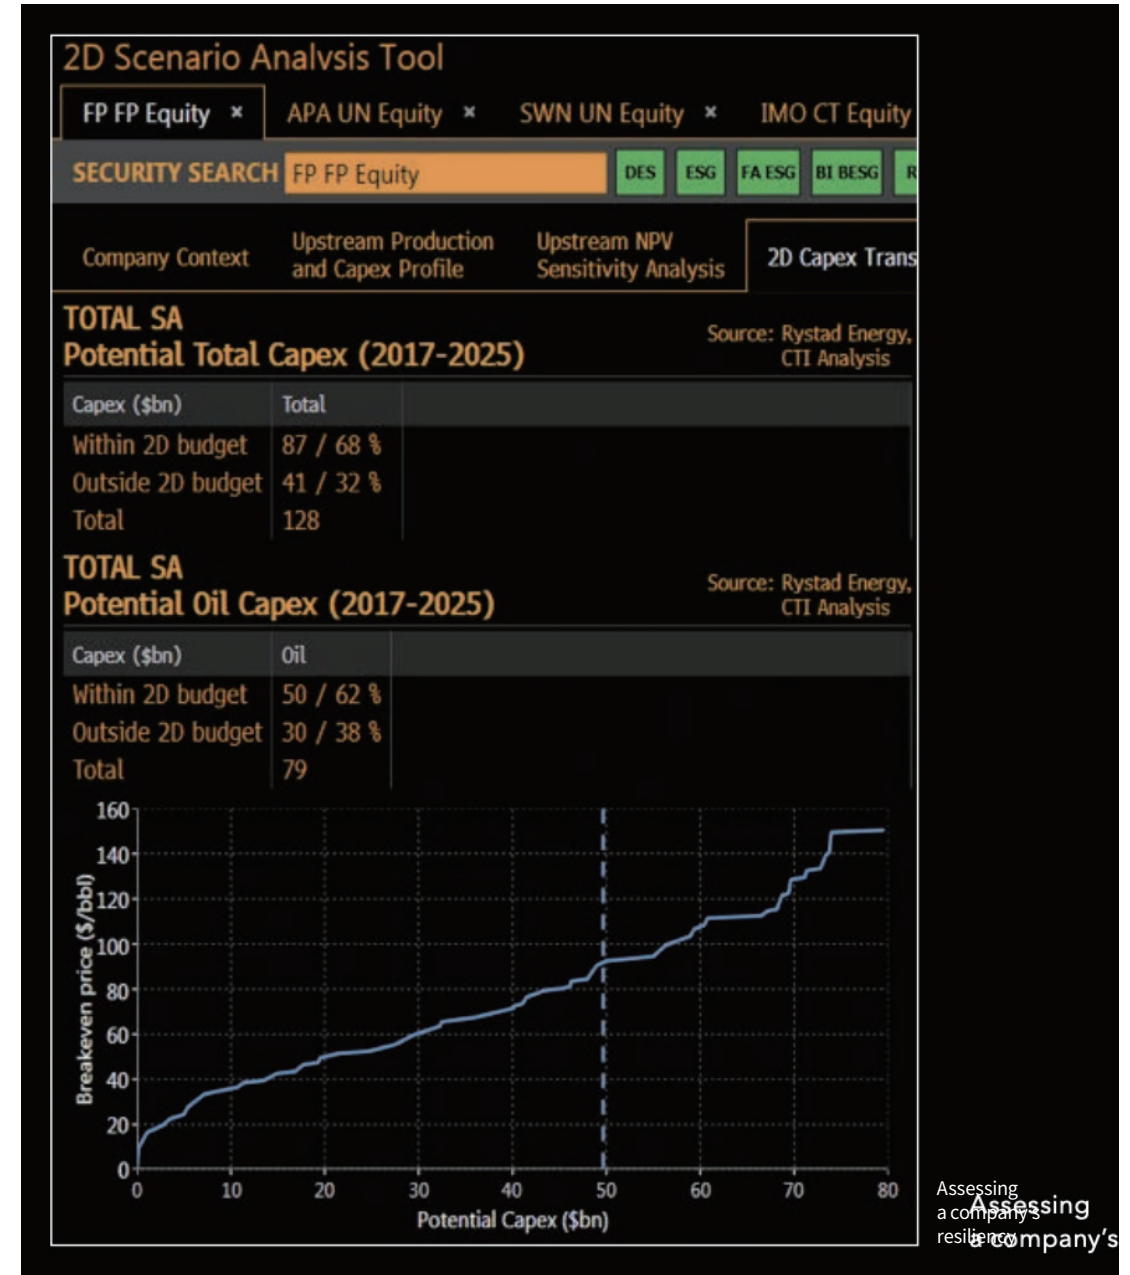 2D Scenario Analvsis Tool
FP FP Equity × APA UN Equity × SWN UN Equity × IMO CT Equity
SECURITY SEARCH FP FP Equity DES ESG FA ESG BI BESG R
Company Context
Upstream Production
and Capex Profile
Upstream NPV
Sensitivity Analysis
2D Capex Trans
TOTAL SA
Potential Total Capex (2017-2025)
Source: Rystad Energy,
CTI Analysis
Capex ($bn) Total
Within 2D budget 87 / 68 %
Outside 2D budget 41 / 32 %
Total 128
TOTAL SA
Potential Oil Capex (2017-2025)
Source: Rystad Energy,
CTI Analysis
Capex ($bn) Oil
Within 2D budget 50 / 62 %
Outside 2D budget 30 / 38 %
Total 79
Breakeven price ($/bbl)
160
140
120
100
80
60
40
20
0
0 10 20 30 40 50 60 70 80
Potential Capex ($bn)
Assessing
a company's
resiliency
Assessing
a company's